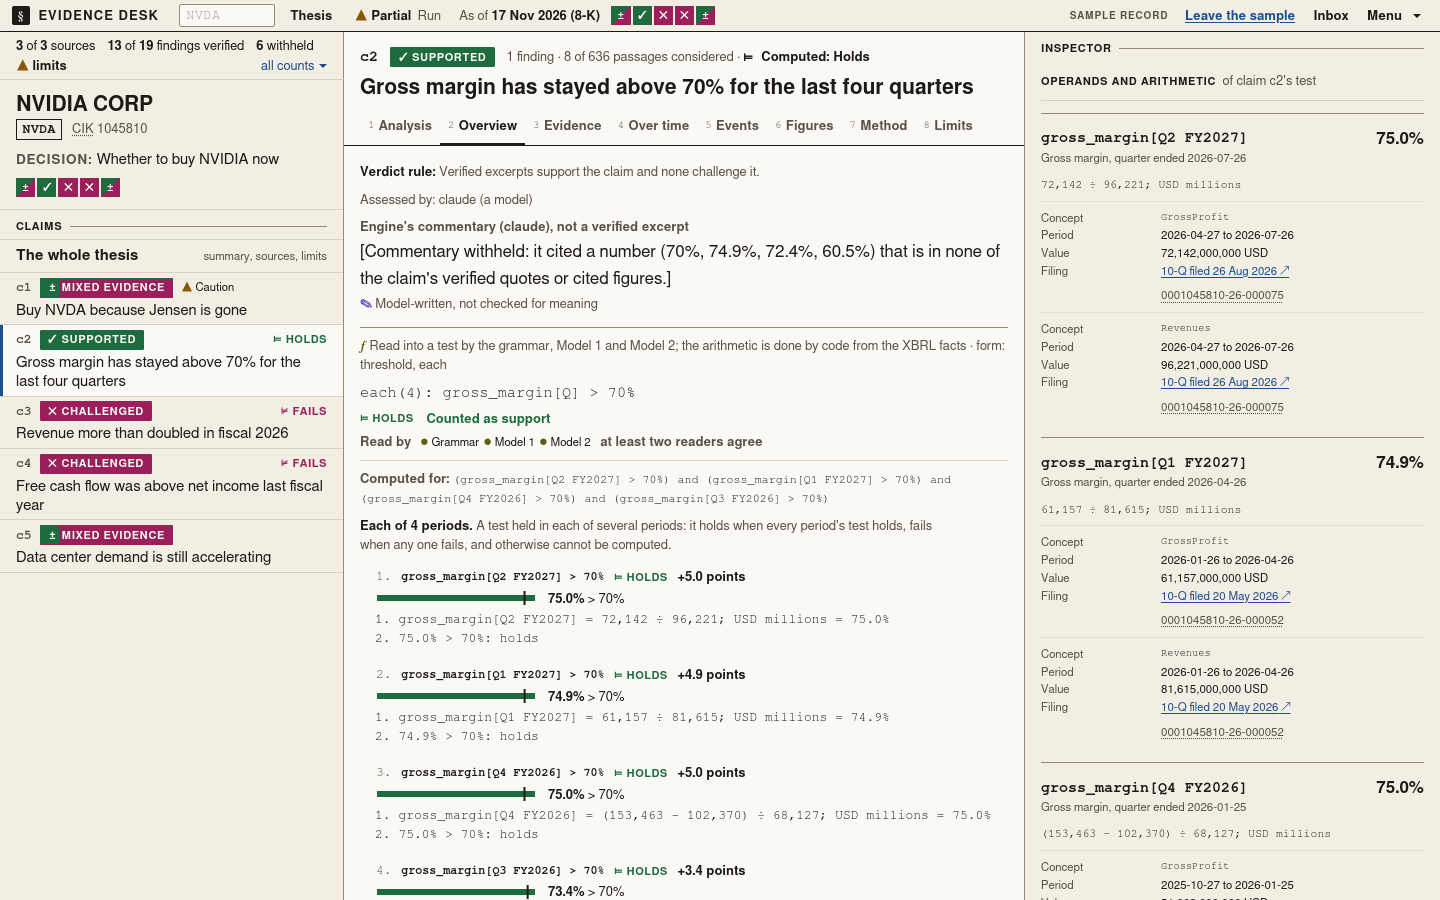 § EVIDENCE DESK NVDA Thesis ▲ Partial Run As of 17 Nov 2026 (8-K) ± ✓ ✕ ✕ ± SAMPLE RECORD Leave the sample Inbox Menu
3 of 3 sources 13 of 19 findings verified 6 withheld
▲ limits all counts
NVIDIA CORP
NVDA CIK 1045810
DECISION: Whether to buy NVIDIA now
± ✓ ✕ ✕ ±
CLAIMS
The whole thesis summary, sources, limits
c1 ± MIXED EVIDENCE ▲ Caution
Buy NVDA because Jensen is gone
c2 ✓ SUPPORTED ⊨ HOLDS
Gross margin has stayed above 70% for the
last four quarters
c3 ✕ CHALLENGED ⊭ FAILS
Revenue more than doubled in fiscal 2026
c4 ✕ CHALLENGED ⊭ FAILS
Free cash flow was above net income last fiscal
year
c5 ± MIXED EVIDENCE
Data center demand is still accelerating
c2 ✓ SUPPORTED 1 finding · 8 of 636 passages considered · ⊨ Computed: Holds
Gross margin has stayed above 70% for the last four quarters
1 Analysis 2 Overview 3 Evidence 4 Over time 5 Events 6 Figures 7 Method 8 Limits
Verdict rule: Verified excerpts support the claim and none challenge it.
Assessed by: claude (a model)
Engine's commentary (claude), not a verified excerpt
[Commentary withheld: it cited a number (70%, 74.9%, 72.4%, 60.5%) that is in none of
the claim's verified quotes or cited figures.]
✎ Model-written, not checked for meaning
ƒ Read into a test by the grammar, Model 1 and Model 2; the arithmetic is done by code from the XBRL facts · form:
threshold, each
each(4): gross_margin[Q] > 70%
⊨ HOLDS Counted as support
Read by ● Grammar ● Model 1 ● Model 2 at least two readers agree
Computed for: (gross_margin[Q2 FY2027] > 70%) and (gross_margin[Q1 FY2027] > 70%) and
(gross_margin[Q4 FY2026] > 70%) and (gross_margin[Q3 FY2026] > 70%)
Each of 4 periods. A test held in each of several periods: it holds when every period's test holds, fails
when any one fails, and otherwise cannot be computed.
1. gross_margin[Q2 FY2027] > 70% ⊨ HOLDS +5.0 points
75.0% > 70%
1. gross_margin[Q2 FY2027] = 72,142 ÷ 96,221; USD millions = 75.0%
2. 75.0% > 70%: holds
2. gross_margin[Q1 FY2027] > 70% ⊨ HOLDS +4.9 points
74.9% > 70%
1. gross_margin[Q1 FY2027] = 61,157 ÷ 81,615; USD millions = 74.9%
2. 74.9% > 70%: holds
3. gross_margin[Q4 FY2026] > 70% ⊨ HOLDS +5.0 points
75.0% > 70%
1. gross_margin[Q4 FY2026] = (153,463 − 102,370) ÷ 68,127; USD millions = 75.0%
2. 75.0% > 70%: holds
4. gross_margin[Q3 FY2026] > 70% ⊨ HOLDS +3.4 points
73.4% > 70%
INSPECTOR
OPERANDS AND ARITHMETIC of claim c2's test
gross_margin[Q2 FY2027] 75.0%
Gross margin, quarter ended 2026-07-26
72,142 ÷ 96,221; USD millions
Concept GrossProfit
Period 2026-04-27 to 2026-07-26
Value 72,142,000,000 USD
Filing 10-Q filed 26 Aug 2026 ↗
0001045810-26-000075
Concept Revenues
Period 2026-04-27 to 2026-07-26
Value 96,221,000,000 USD
Filing 10-Q filed 26 Aug 2026 ↗
0001045810-26-000075
gross_margin[Q1 FY2027] 74.9%
Gross margin, quarter ended 2026-04-26
61,157 ÷ 81,615; USD millions
Concept GrossProfit
Period 2026-01-26 to 2026-04-26
Value 61,157,000,000 USD
Filing 10-Q filed 20 May 2026 ↗
0001045810-26-000052
Concept Revenues
Period 2026-01-26 to 2026-04-26
Value 81,615,000,000 USD
Filing 10-Q filed 20 May 2026 ↗
0001045810-26-000052
gross_margin[Q4 FY2026] 75.0%
Gross margin, quarter ended 2026-01-25
(153,463 − 102,370) ÷ 68,127; USD millions
Concept GrossProfit
Period 2025-10-27 to 2026-01-25